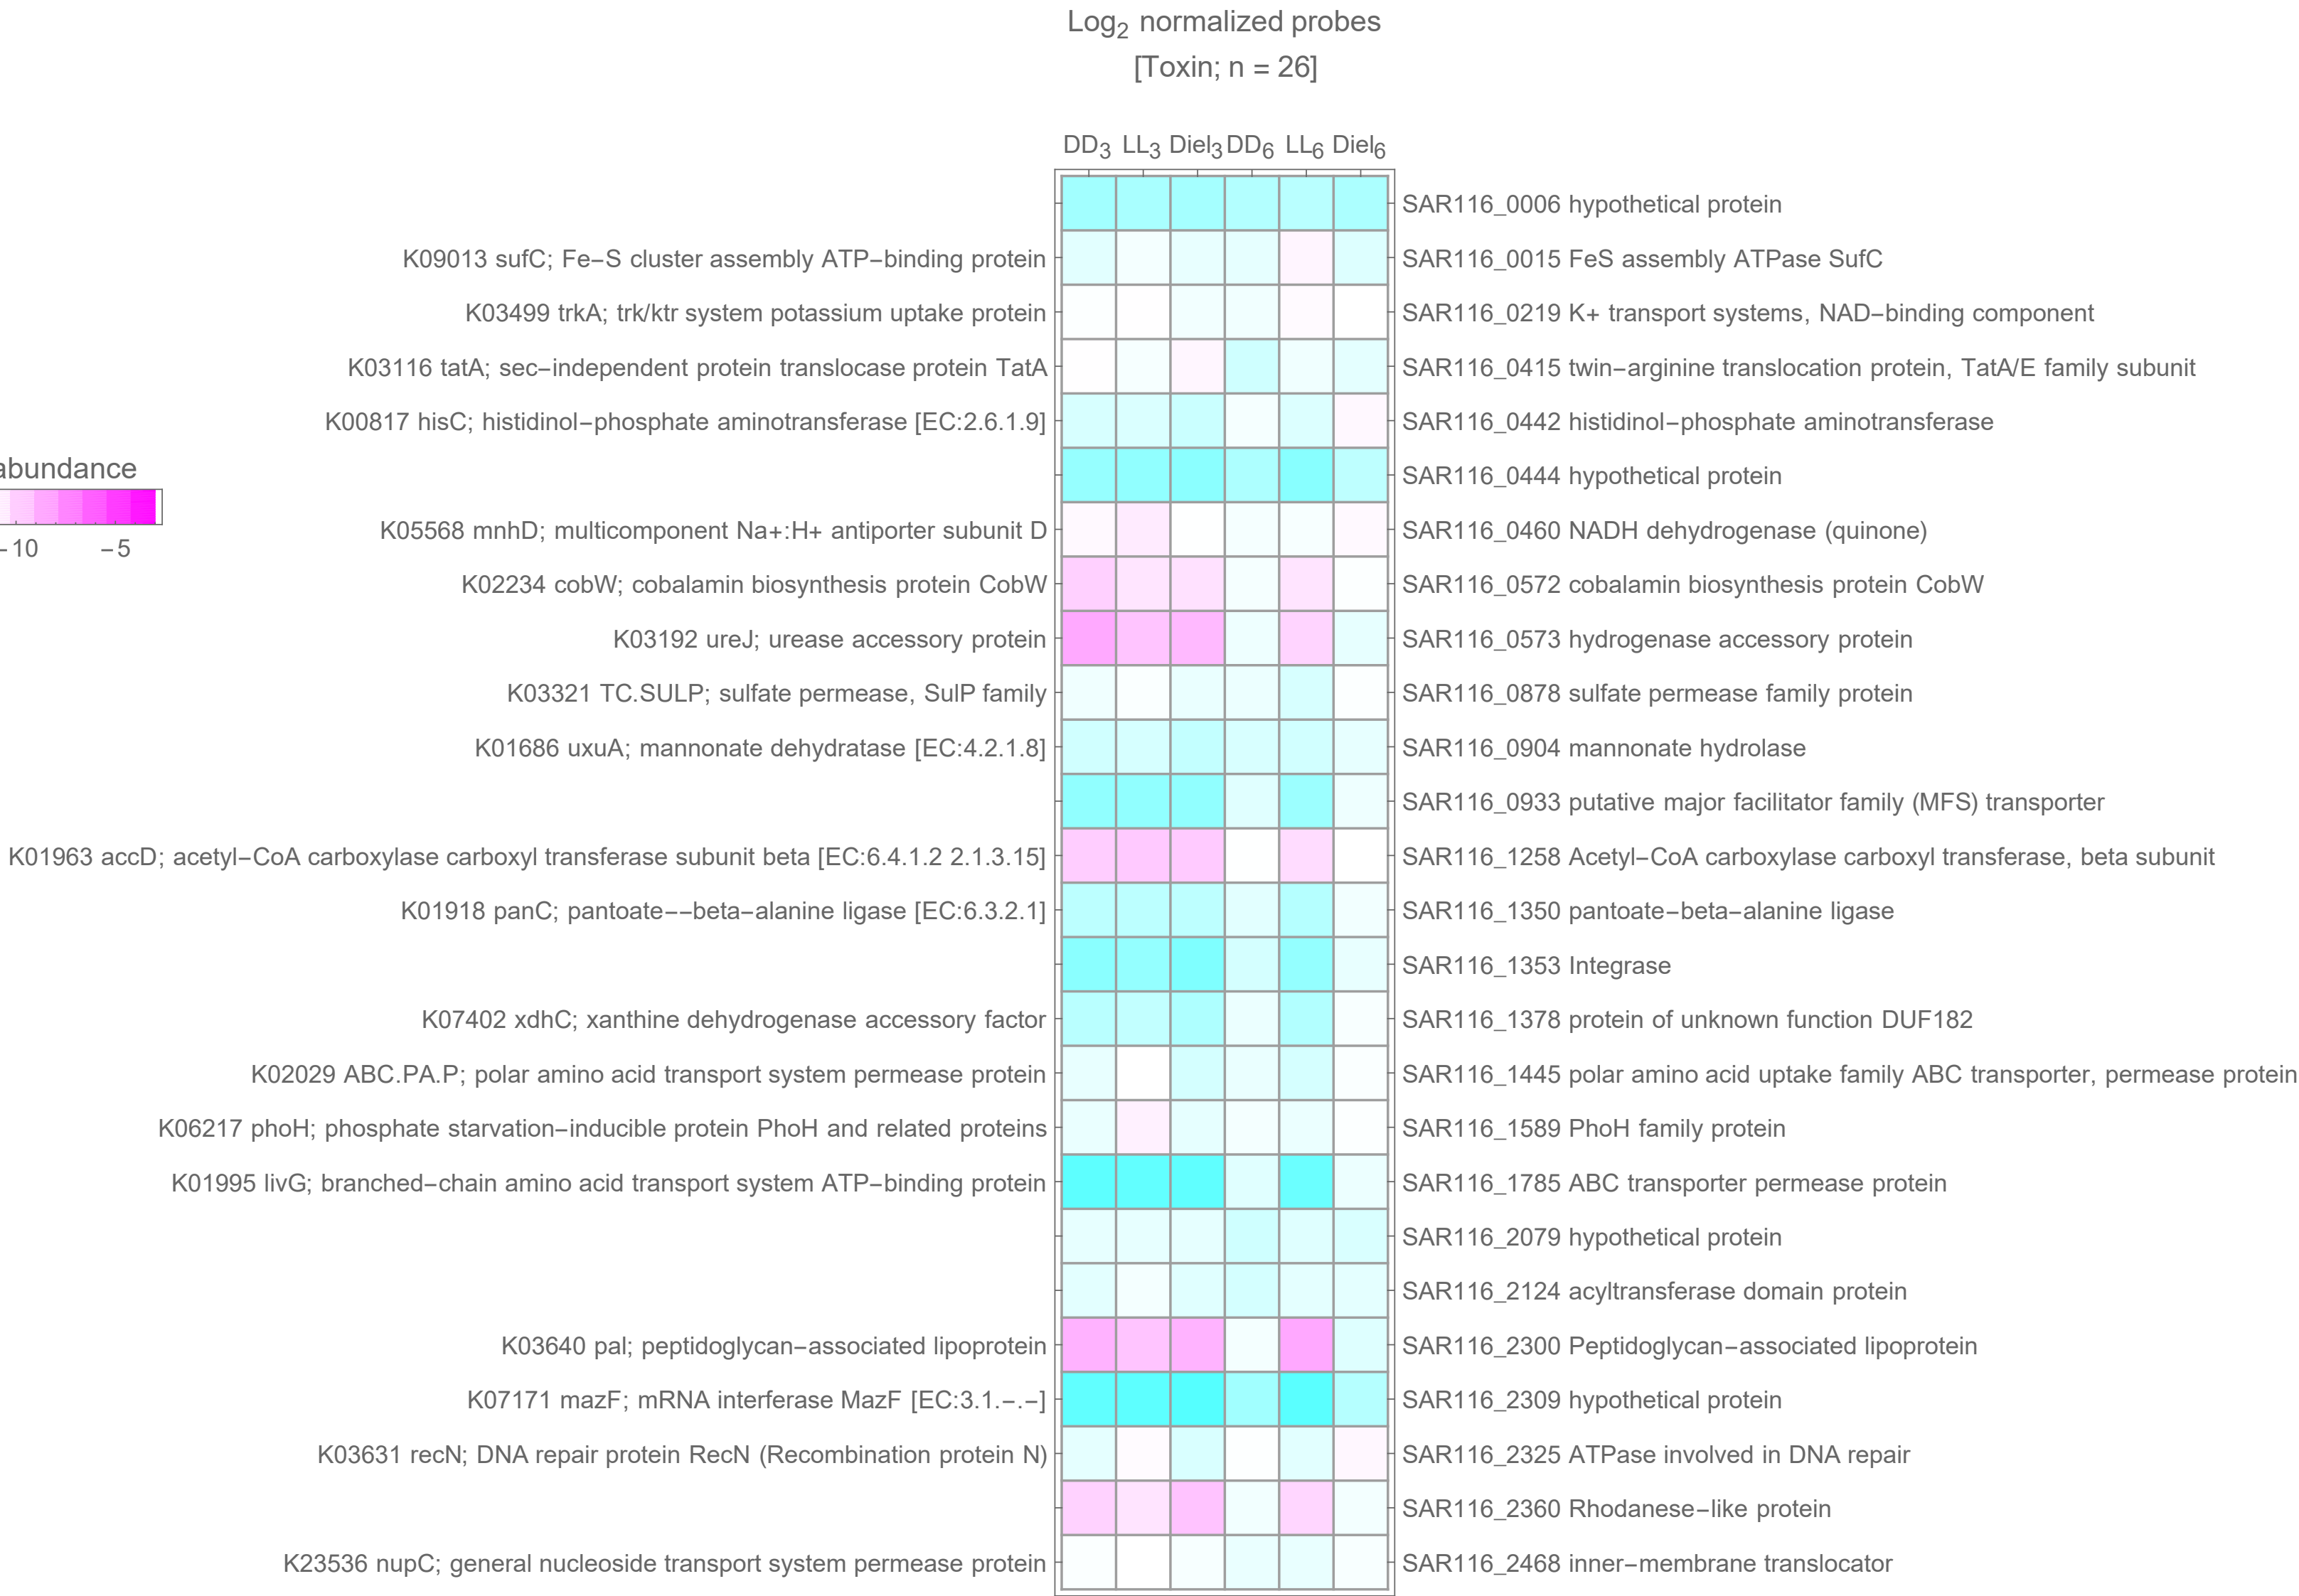 Log2 normalized probes
[Toxin; n = 26]
DD3 LL3 Diel3 DD6 LL6 Diel6
SAR116_0006 hypothetical protein
K09013 sufC; Fe−S cluster assembly ATP−binding protein SAR116_0015 FeS assembly ATPase SufC
K03499 trkA; trk/ktr system potassium uptake protein SAR116_0219 K+ transport systems, NAD−binding component
K03116 tatA; sec−independent protein translocase protein TatA SAR116_0415 twin−arginine translocation protein, TatA/E family subunit
K00817 hisC; histidinol−phosphate aminotransferase [EC:2.6.1.9] SAR116_0442 histidinol−phosphate aminotransferase
abundance
SAR116_0444 hypothetical protein
K05568 mnhD; multicomponent Na+:H+ antiporter subunit D SAR116_0460 NADH dehydrogenase (quinone)
−10 −5
K02234 cobW; cobalamin biosynthesis protein CobW SAR116_0572 cobalamin biosynthesis protein CobW
K03192 ureJ; urease accessory protein SAR116_0573 hydrogenase accessory protein
K03321 TC.SULP; sulfate permease, SulP family SAR116_0878 sulfate permease family protein
K01686 uxuA; mannonate dehydratase [EC:4.2.1.8] SAR116_0904 mannonate hydrolase
SAR116_0933 putative major facilitator family (MFS) transporter
K01963 accD; acetyl−CoA carboxylase carboxyl transferase subunit beta [EC:6.4.1.2 2.1.3.15] SAR116_1258 Acetyl−CoA carboxylase carboxyl transferase, beta subunit
K01918 panC; pantoate−−beta−alanine ligase [EC:6.3.2.1] SAR116_1350 pantoate−beta−alanine ligase
SAR116_1353 Integrase
K07402 xdhC; xanthine dehydrogenase accessory factor SAR116_1378 protein of unknown function DUF182
K02029 ABC.PA.P; polar amino acid transport system permease protein SAR116_1445 polar amino acid uptake family ABC transporter, permease protein
K06217 phoH; phosphate starvation−inducible protein PhoH and related proteins SAR116_1589 PhoH family protein
K01995 livG; branched−chain amino acid transport system ATP−binding protein SAR116_1785 ABC transporter permease protein
SAR116_2079 hypothetical protein
SAR116_2124 acyltransferase domain protein
K03640 pal; peptidoglycan−associated lipoprotein SAR116_2300 Peptidoglycan−associated lipoprotein
K07171 mazF; mRNA interferase MazF [EC:3.1.−.−] SAR116_2309 hypothetical protein
K03631 recN; DNA repair protein RecN (Recombination protein N) SAR116_2325 ATPase involved in DNA repair
SAR116_2360 Rhodanese−like protein
K23536 nupC; general nucleoside transport system permease protein SAR116_2468 inner−membrane translocator